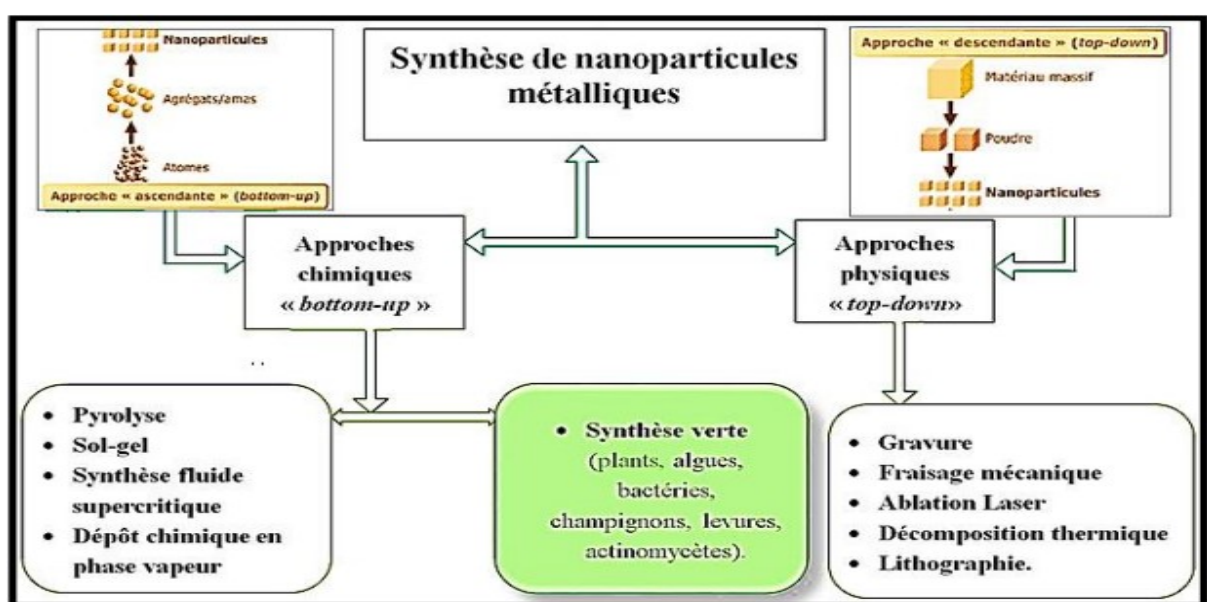 Nanoparticules
Agrégats/amas
Atomes
Approche « ascendante » (bottom-up)
Synthèse de nanoparticules
métalliques
Approche « descendante » (top-down)
Matériau massif
Poudre
Nanoparticules
Approches
chimiques
« bottom-up »
Approches
physiques
« top-down»
• Pyrolyse
• Sol-gel
• Synthèse fluide
supercritique
• Dépôt chimique en
phase vapeur
• Synthèse verte
(plants, algues,
bactéries,
champignons, levures,
actinomycètes).
• Gravure
• Fraisage mécanique
• Ablation Laser
• Décomposition thermique
• Lithographie.